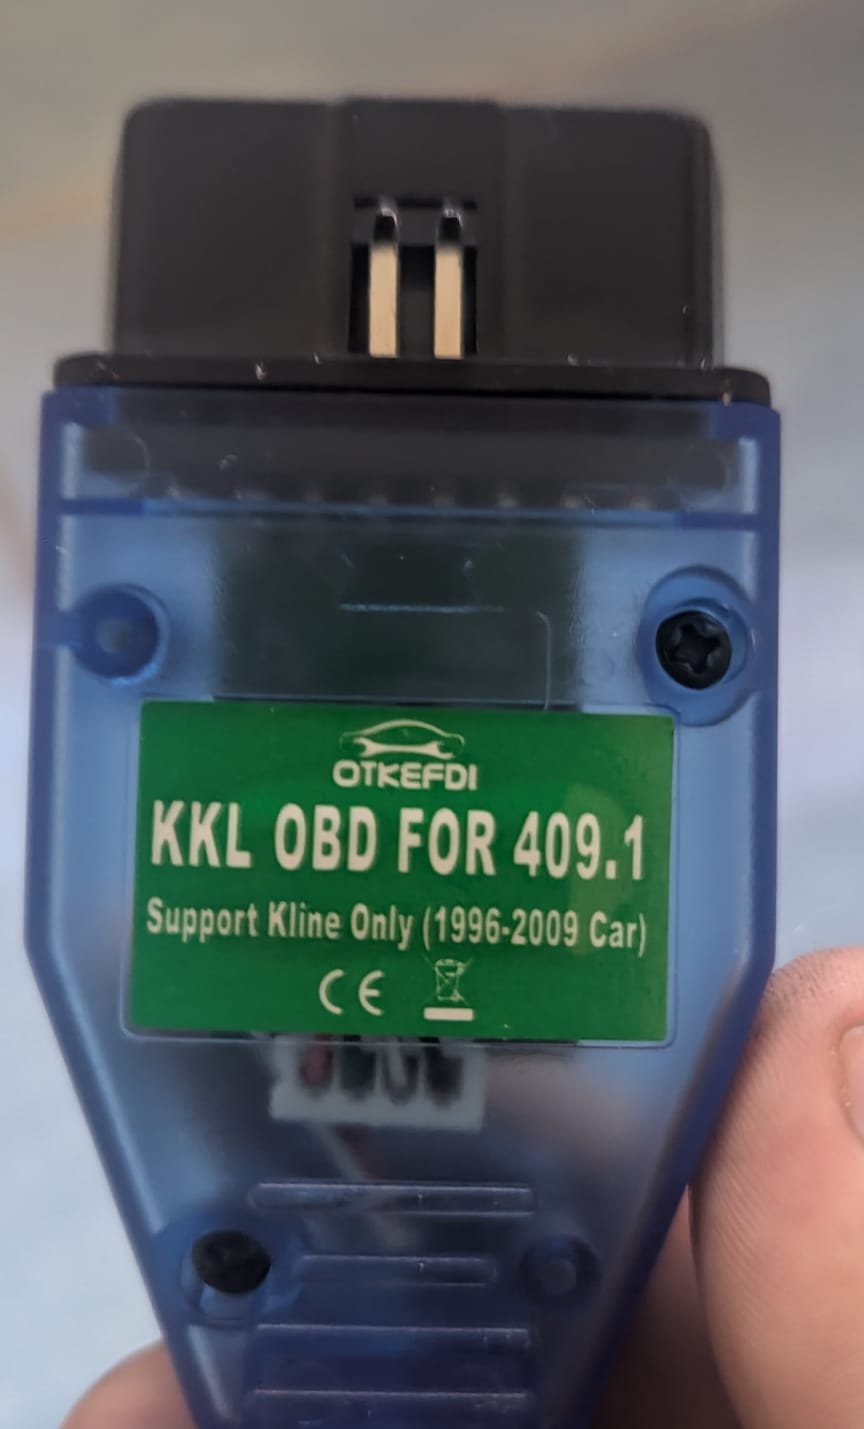 OTKEFDI
KKL OBD FOR 409.1
Support Kline Only (1996-2009 Car)
CE